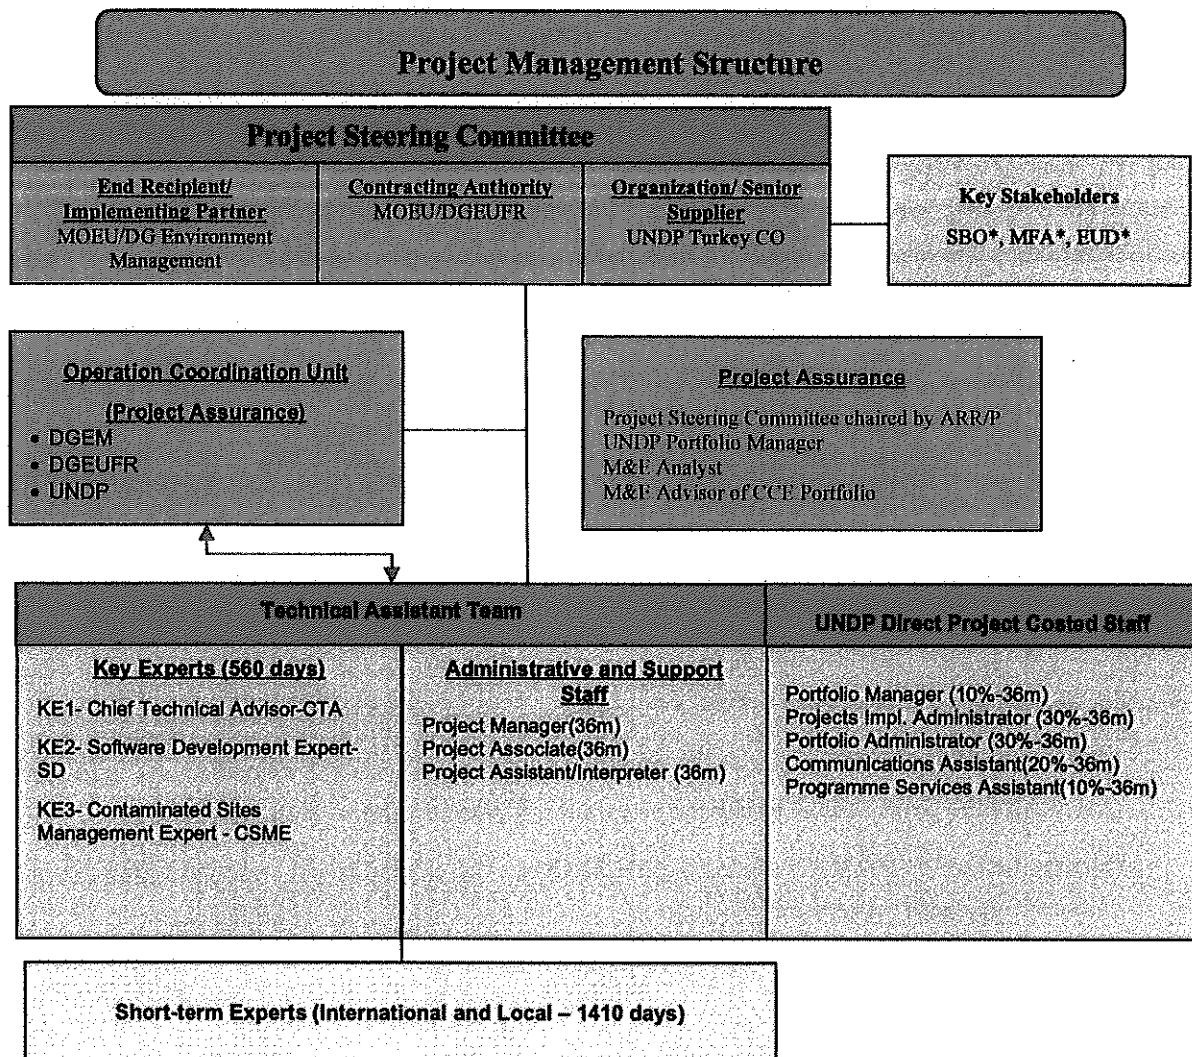 Project Management Structure
Project Steering Committee
End Recipient/
Implementing Partner
MOEU/DG Environment
Management
Contracting Authority
MOEU/DGEUFR
Organization/ Senior
Supplier
UNDP Turkey CO
Key Stakeholders
SBO*, MFA*, EUD*
Operation Coordination Unit
(Project Assurance)
• DGEM
• DGEUFR
• UNDP
Project Assurance
Project Steering Committee chaired by ARR/P
UNDP Portfolio Manager
M&E Analyst
M&E Advisor of CCE Portfolio
Technical Assistant Team
UNDP Direct Project Costed Staff
Key Experts (560 days)
KE1- Chief Technical Advisor-CTA
KE2- Software Development Expert-
SD
KE3- Contaminated Sites
Management Expert - CSME
Administrative and Support
Staff
Project Manager(36m)
Project Associate(36m)
Project Assistant/Interpreter (36m)
Portfolio Manager (10%-36m)
Projects Impl. Administrator (30%-36m)
Portfolio Administrator (30%-36m)
Communications Assistant(20%-36m)
Programme Services Assistant(10%-36m)
Short-term Experts (International and Local – 1410 days)